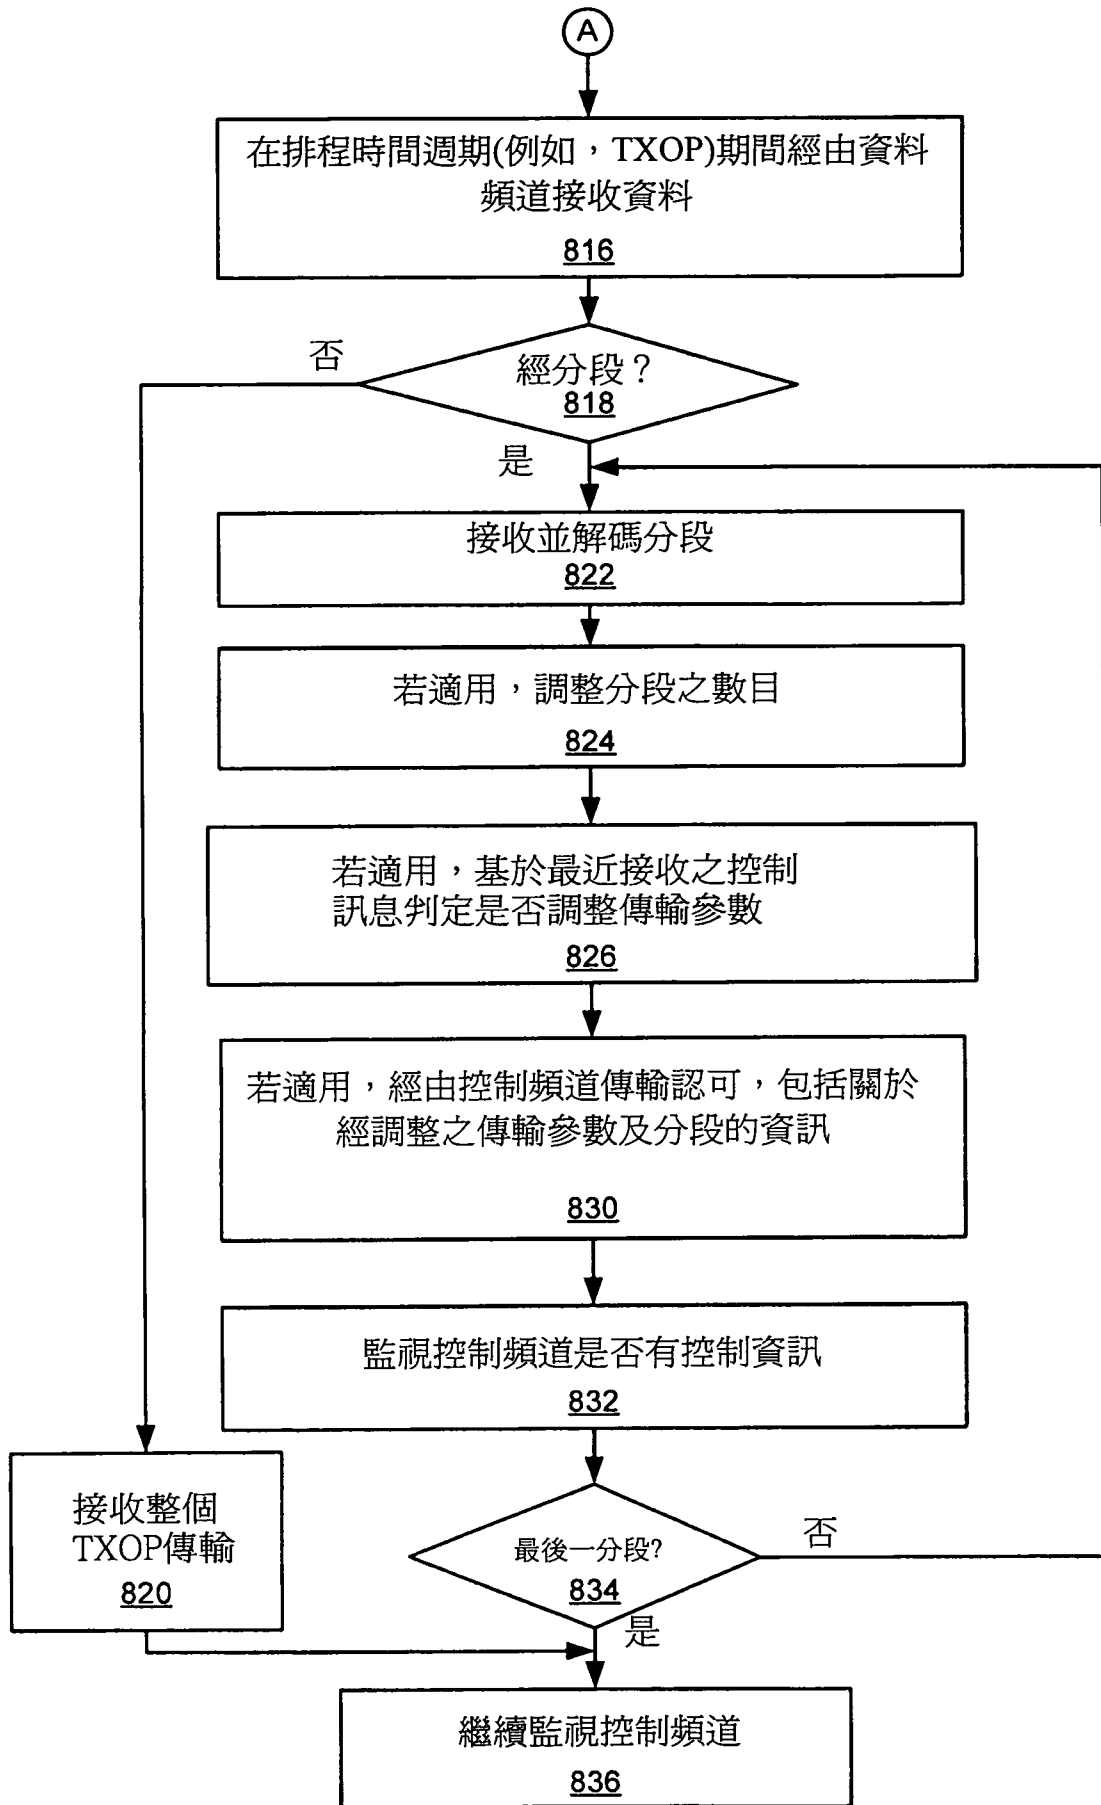 A
在排程時間週期(例如，TXOP)期間經由資料
頻道接收資料
816
否
經分段？
818
是
接收並解碼分段
822
若適用，調整分段之數目
824
若適用，基於最近接收之控制
訊息判定是否調整傳輸參數
826
若適用，經由控制頻道傳輸認可，包括關於
經調整之傳輸參數及分段的資訊
830
監視控制頻道是否有控制資訊
832
接收整個
TXOP傳輸
820
最後一分段?
834
否
是
繼續監視控制頻道
836